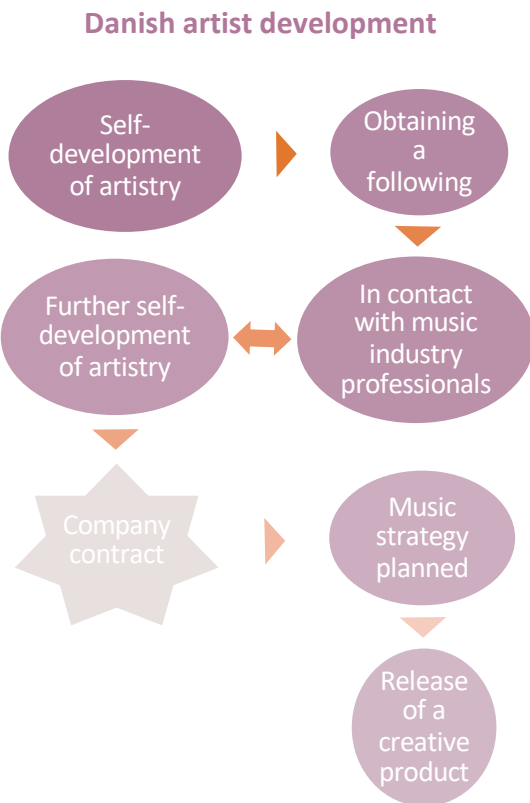 Danish artist development
Self-
development
of artistry
Obtaining
a
following
In contact
with music
industry
professionals
Further self-
development
of artistry
Company
contract
Music
strategy
planned
Release
of a
creative
product